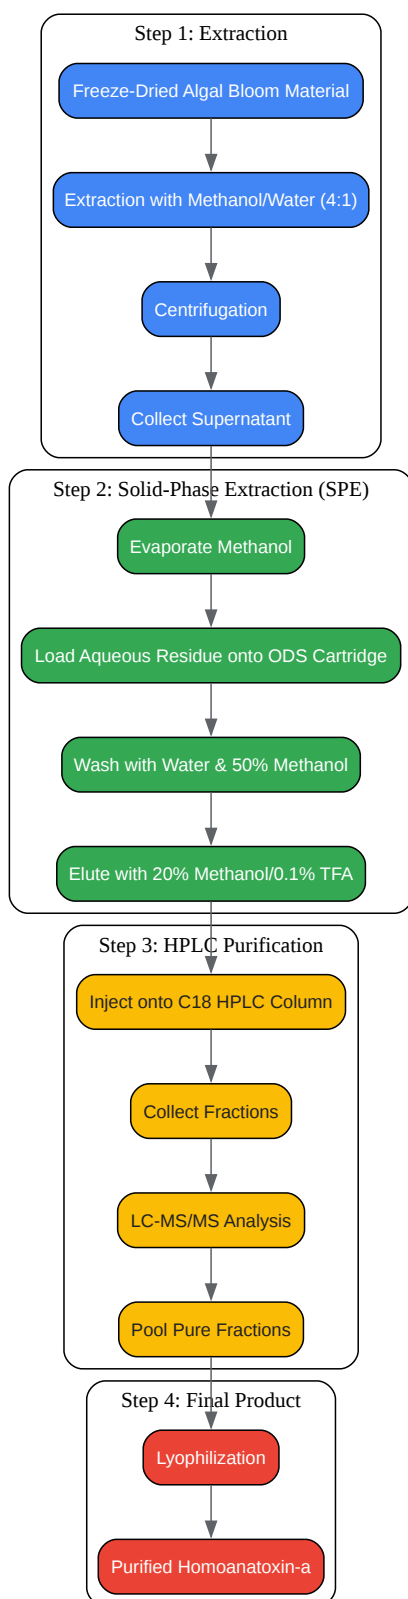 Step 1: Extraction
Freeze-Dried Algal Bloom Material
Extraction with Methanol/Water (4:1)
Centrifugation
Collect Supernatant
Step 2: Solid-Phase Extraction (SPE)
Evaporate Methanol
Load Aqueous Residue onto ODS Cartridge
Wash with Water & 50% Methanol
Elute with 20% Methanol/0.1% TFA
Step 3: HPLC Purification
Inject onto C18 HPLC Column
Collect Fractions
LC-MS/MS Analysis
Pool Pure Fractions
Step 4: Final Product
Lyophilization
Purified Homoanatoxin-a